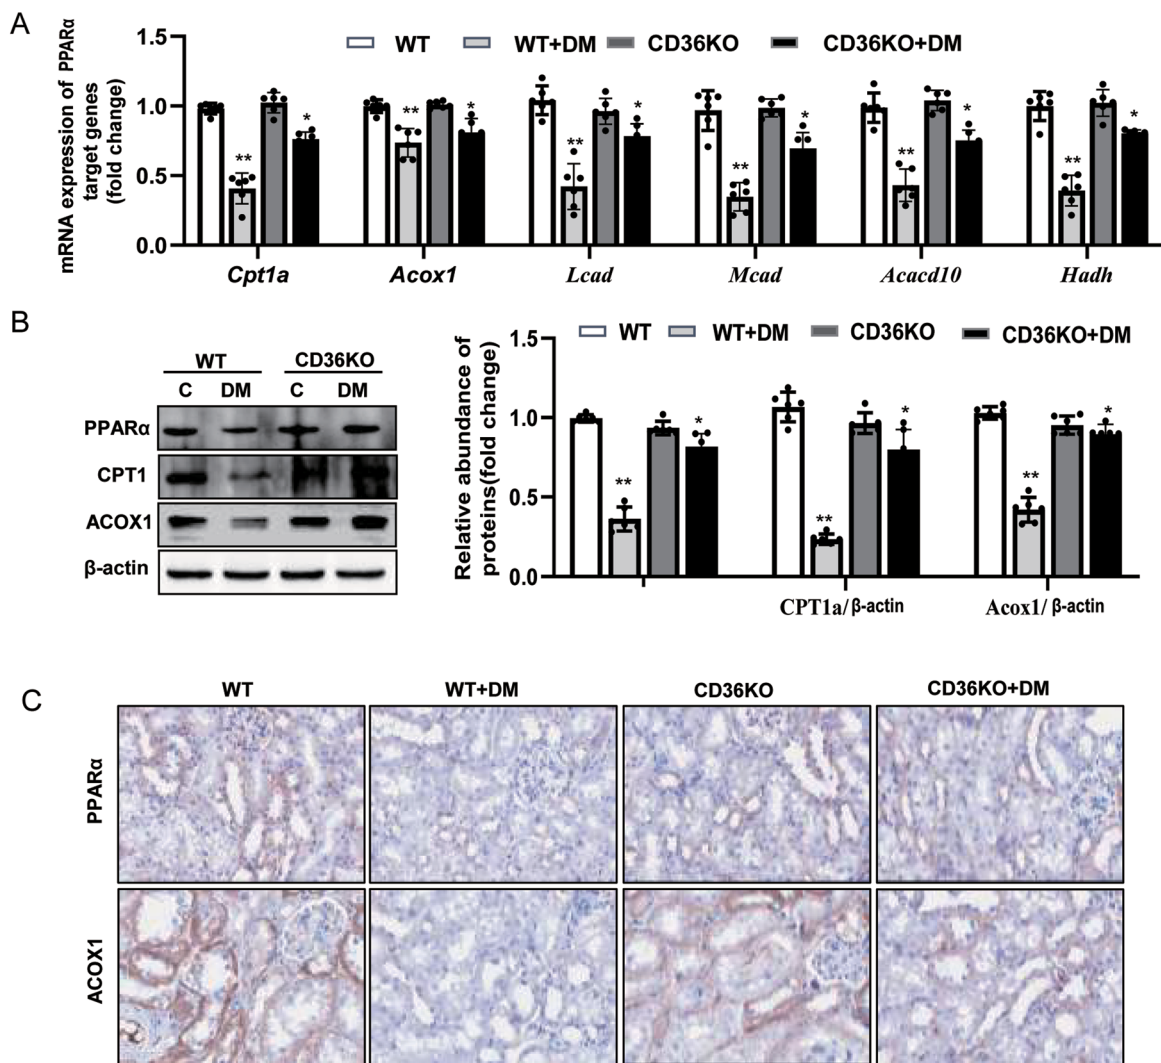 A
mRNA expression of PPARα
target genes
(fold change)
1.5
1.0
0.5
0.0
WT
WT+DM
CD36KO
CD36KO+DM
**
*
**
*
**
*
**
*
**
*
**
*
Cpt1a
Acox1
Lcad
Mcad
Acacd10
Hadh
B
WT
CD36KO
C
DM
C
DM
PPARα
CPT1
ACOX1
β-actin
WT
WT+DM
CD36KO
CD36KO+DM
Relative abundance of
proteins(fold change)
1.5
1.0
0.5
0.0
**
*
**
*
**
*
CPT1a/β-actin
Acox1/β-actin
C
WT
WT+DM
CD36KO
CD36KO+DM
PPARα
ACOX1